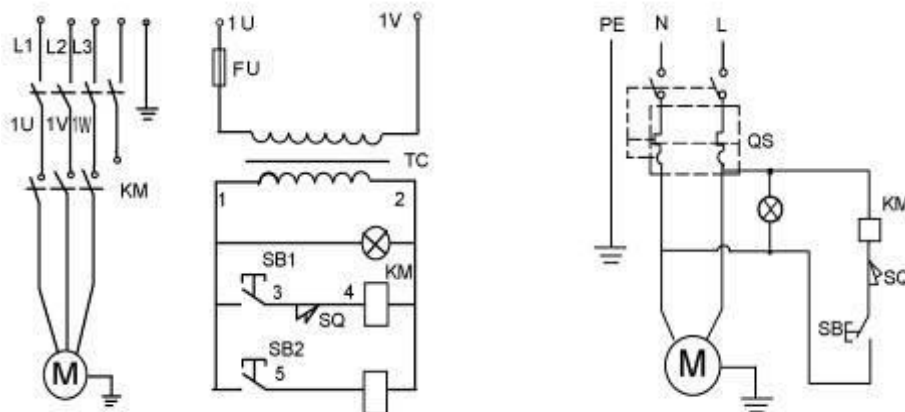 L1 L2 L3
1U 1V 1W
KM
M
1U 1V
FU
TC
1 2
KM
SB1
3 4
SQ
SB2
5
PE N L
QS
KM
SQ
SB
M